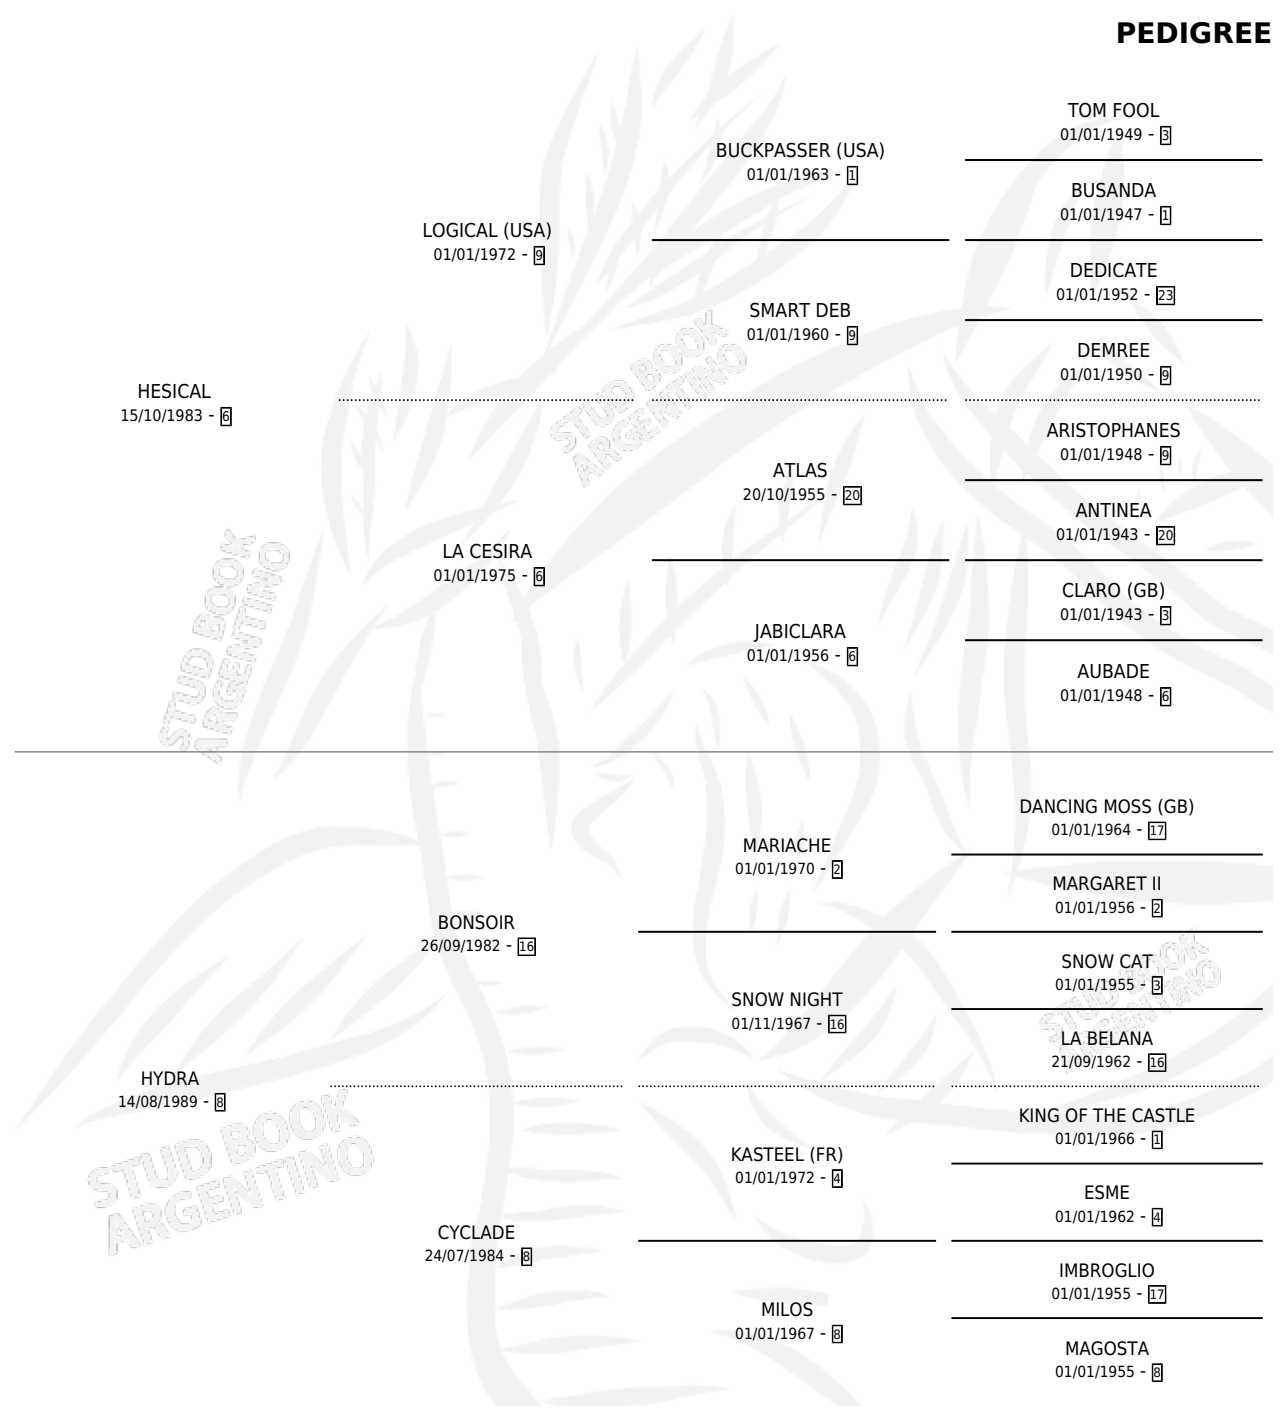 PEDIGREE
TOM FOOL
01/01/1949 - 3
BUCKPASSER (USA)
01/01/1963 - 1
BUSANDA
01/01/1947 - 1
LOGICAL (USA)
01/01/1972 - 9
DEDICATE
01/01/1952 - 23
SMART DEB
01/01/1960 - 9
DEMREE
01/01/1950 - 9
HESICAL
15/10/1983 - 6
STUD BOOK
ARGENTINO
ARISTOPHANES
01/01/1948 - 9
ATLAS
20/10/1955 - 20
ANTINEA
01/01/1943 - 20
LA CESIRA
01/01/1975 - 6
CLARO (GB)
01/01/1943 - 3
JABICLARA
01/01/1956 - 6
AUBADE
01/01/1948 - 6
STUD BOOK
ARGENTINO
DANCING MOSS (GB)
01/01/1964 - 17
MARIACHE
01/01/1970 - 2
MARGARET II
01/01/1956 - 2
BONSOIR
26/09/1982 - 16
SNOW CAT
01/01/1955 - 3
SNOW NIGHT
01/11/1967 - 16
LA BELANA
21/09/1962 - 16
STUD BOOK
ARGENTINO
HYDRA
14/08/1989 - 8
STUD BOOK
ARGENTINO
KING OF THE CASTLE
01/01/1966 - 1
KASTEEL (FR)
01/01/1972 - 4
ESME
01/01/1962 - 4
CYCLADE
24/07/1984 - 8
IMBROGLIO
01/01/1955 - 17
MILOS
01/01/1967 - 8
MAGOSTA
01/01/1955 - 8